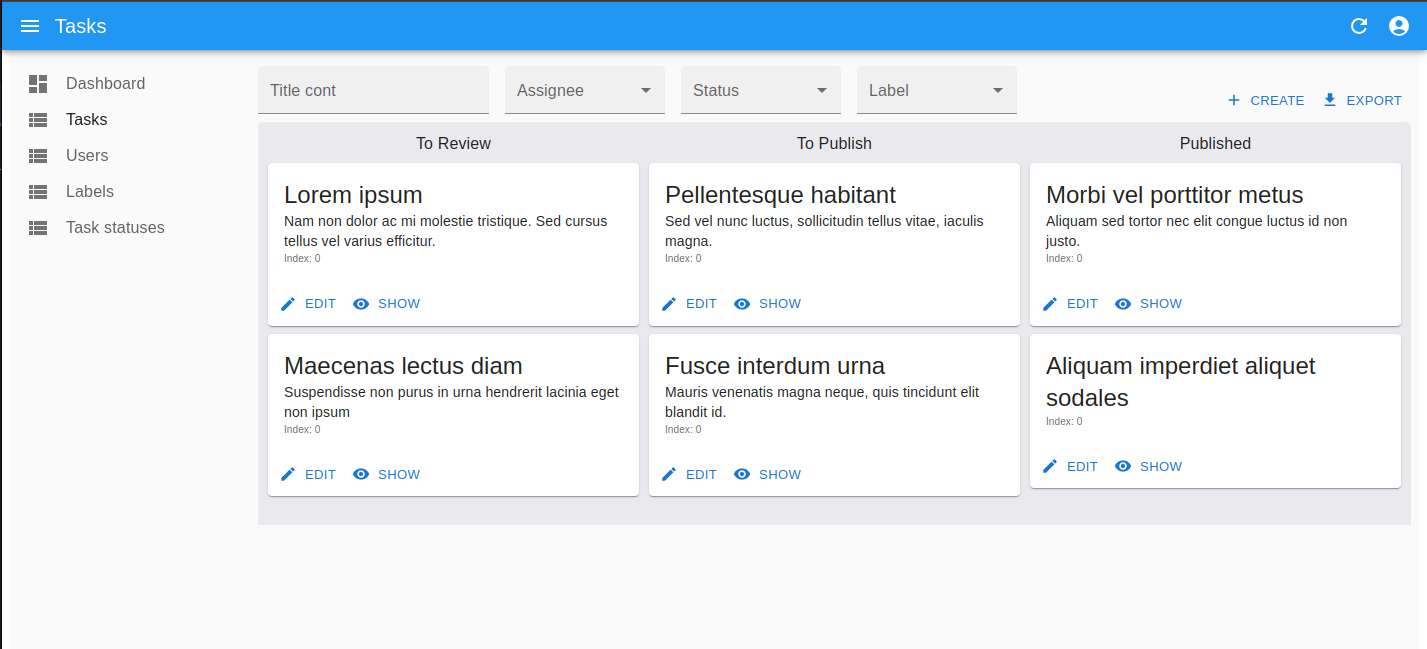 Tasks
Dashboard
Tasks
Users
Labels
Task statuses
Title cont
Assignee
Status
Label
CREATE
EXPORT
To Review
Lorem ipsum
Nam non dolor ac mi molestie tristique. Sed cursus
tellus vel varius efficitur.
Index: 0
EDIT
SHOW
Maecenas lectus diam
Suspendisse non purus in urna hendrerit lacinia eget
non ipsum
Index: 0
EDIT
SHOW
To Publish
Pellentesque habitant
Sed vel nunc luctus, sollicitudin tellus vitae, iaculis
magna.
Index: 0
EDIT
SHOW
Fusce interdum urna
Mauris venenatis magna neque, quis tincidunt elit
blandit id.
Index: 0
EDIT
SHOW
Published
Morbi vel porttitor metus
Aliquam sed tortor nec elit congue luctus id non
justo.
Index: 0
EDIT
SHOW
Aliquam imperdiet aliquet
sodales
Index: 0
EDIT
SHOW